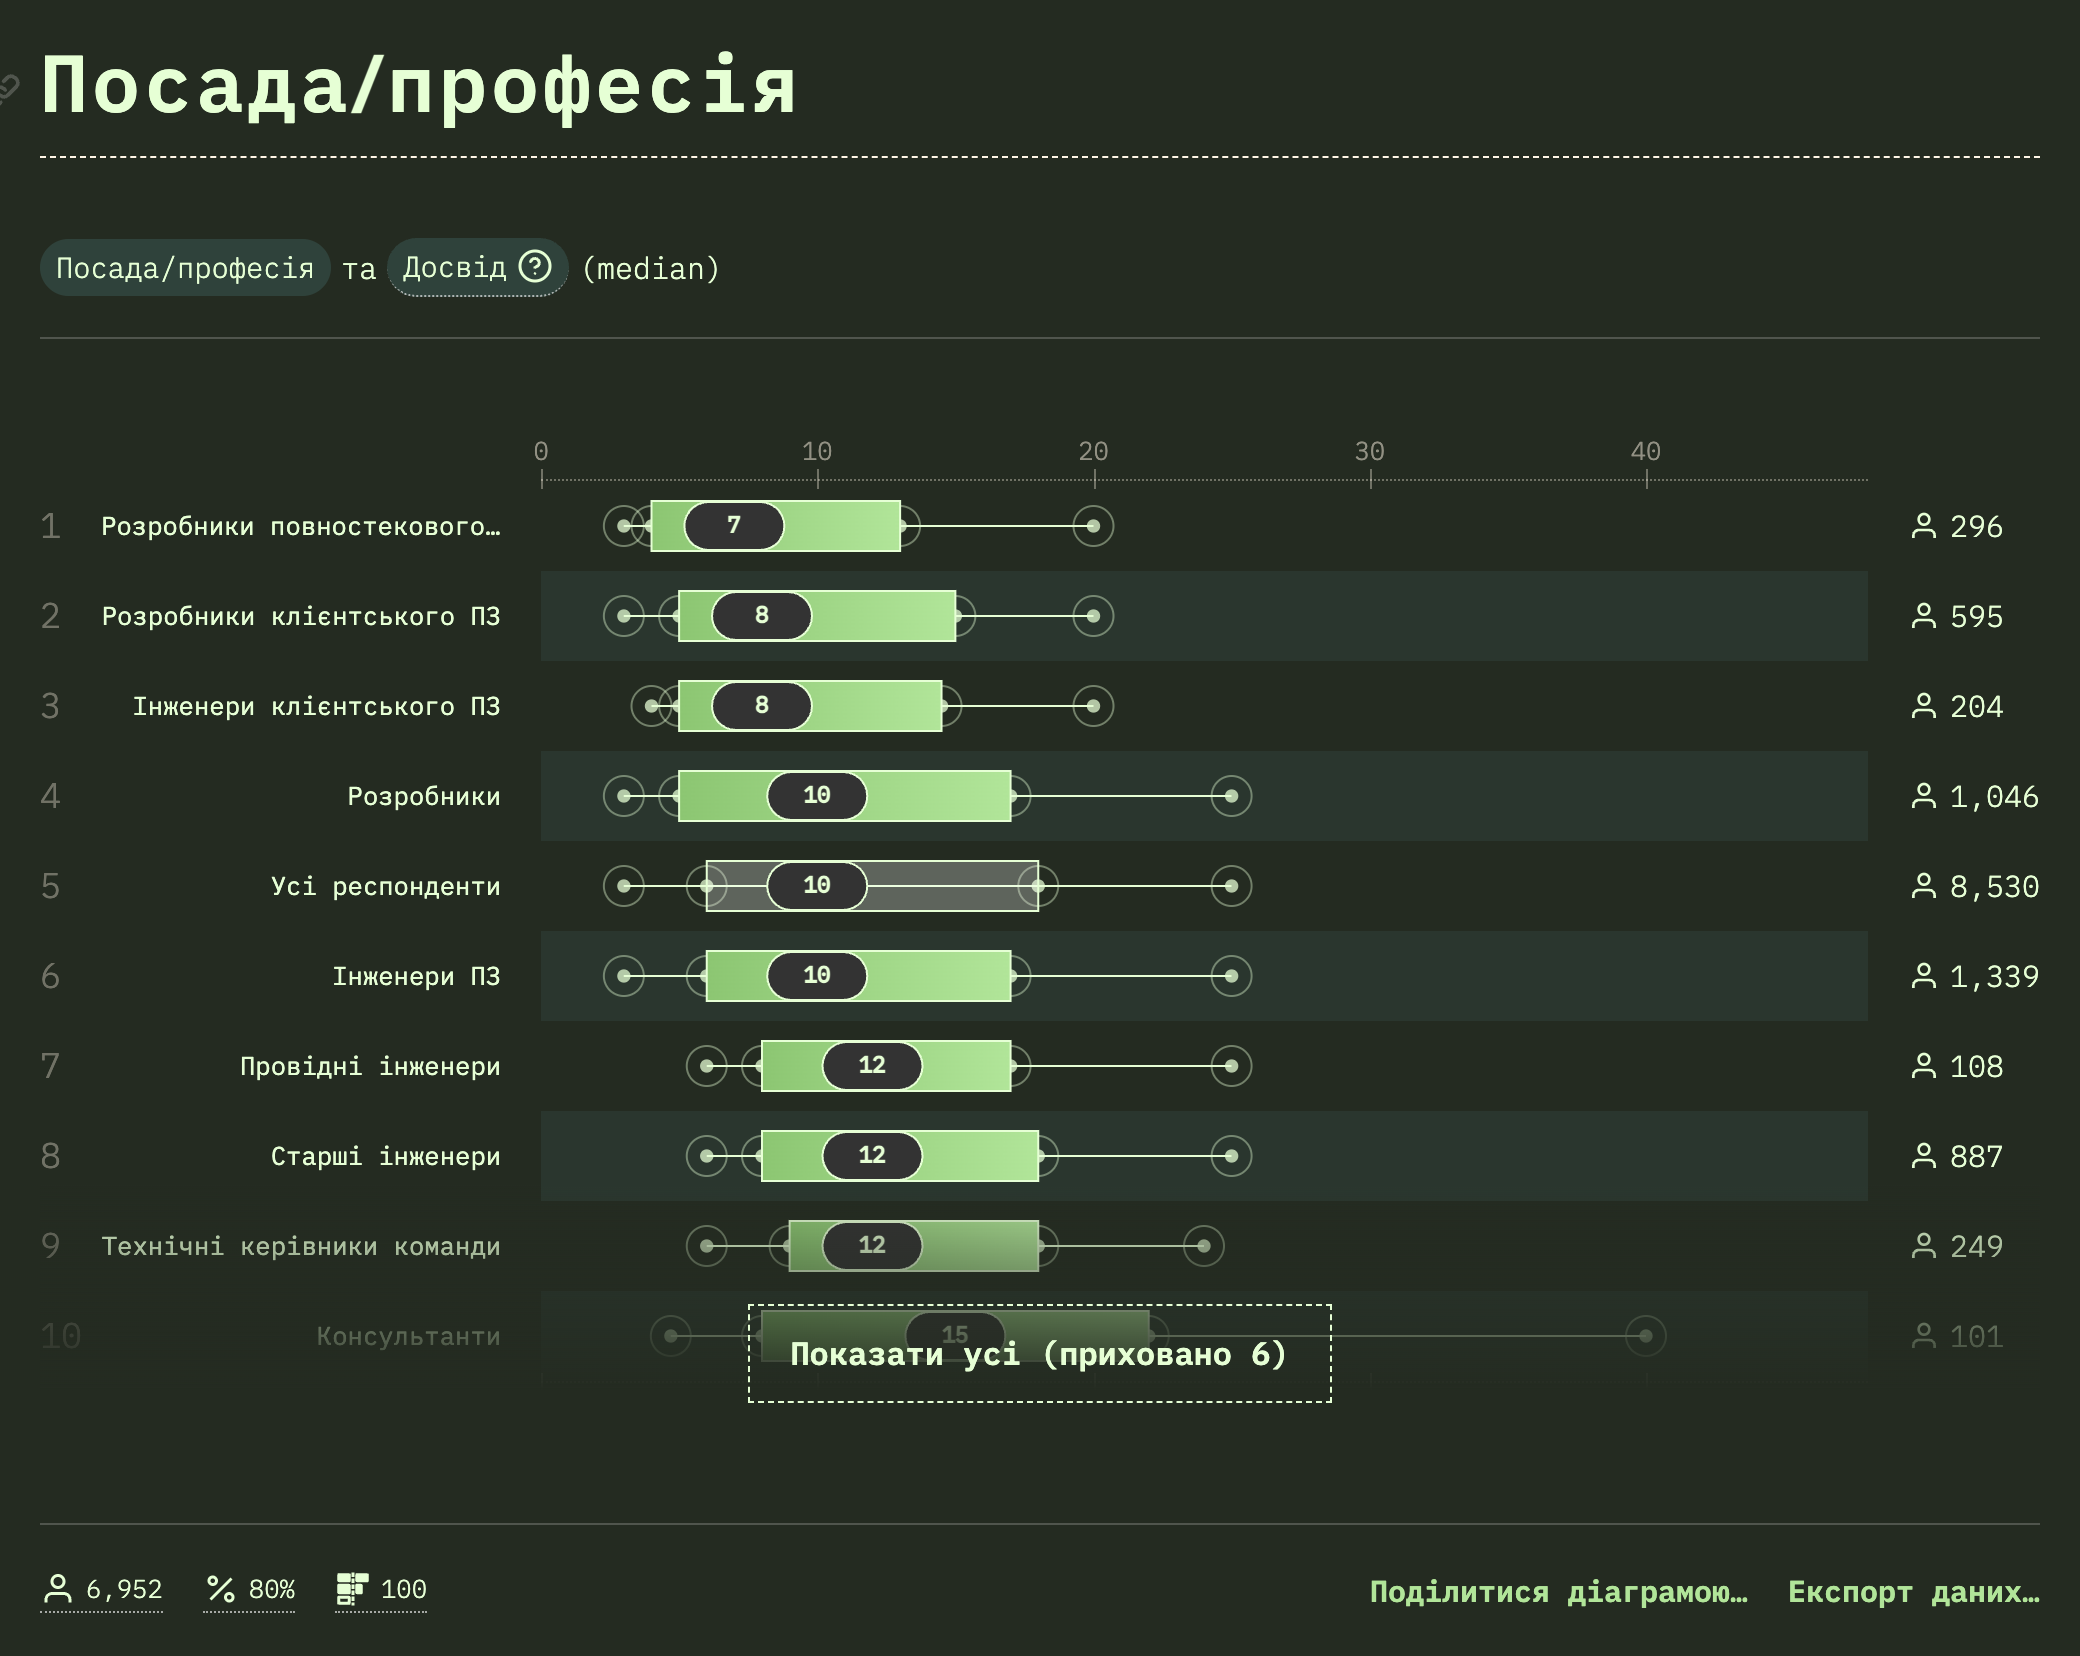 Посада/професія
Посада/професія та Досвід (median)
0 10 20 30 40
1 Розробники повностекового… 7 296
2 Розробники клієнтського ПЗ 8 595
3 Інженери клієнтського ПЗ 8 204
4 Розробники 10 1,046
5 Усі респонденти 10 8,530
6 Інженери ПЗ 10 1,339
7 Провідні інженери 12 108
8 Старші інженери 12 887
9 Технічні керівники команди 12 249
10 Консультанти 15 101
Показати усі (приховано 6)
6,952 80% 100 Поділитися діаграмою… Експорт даних…